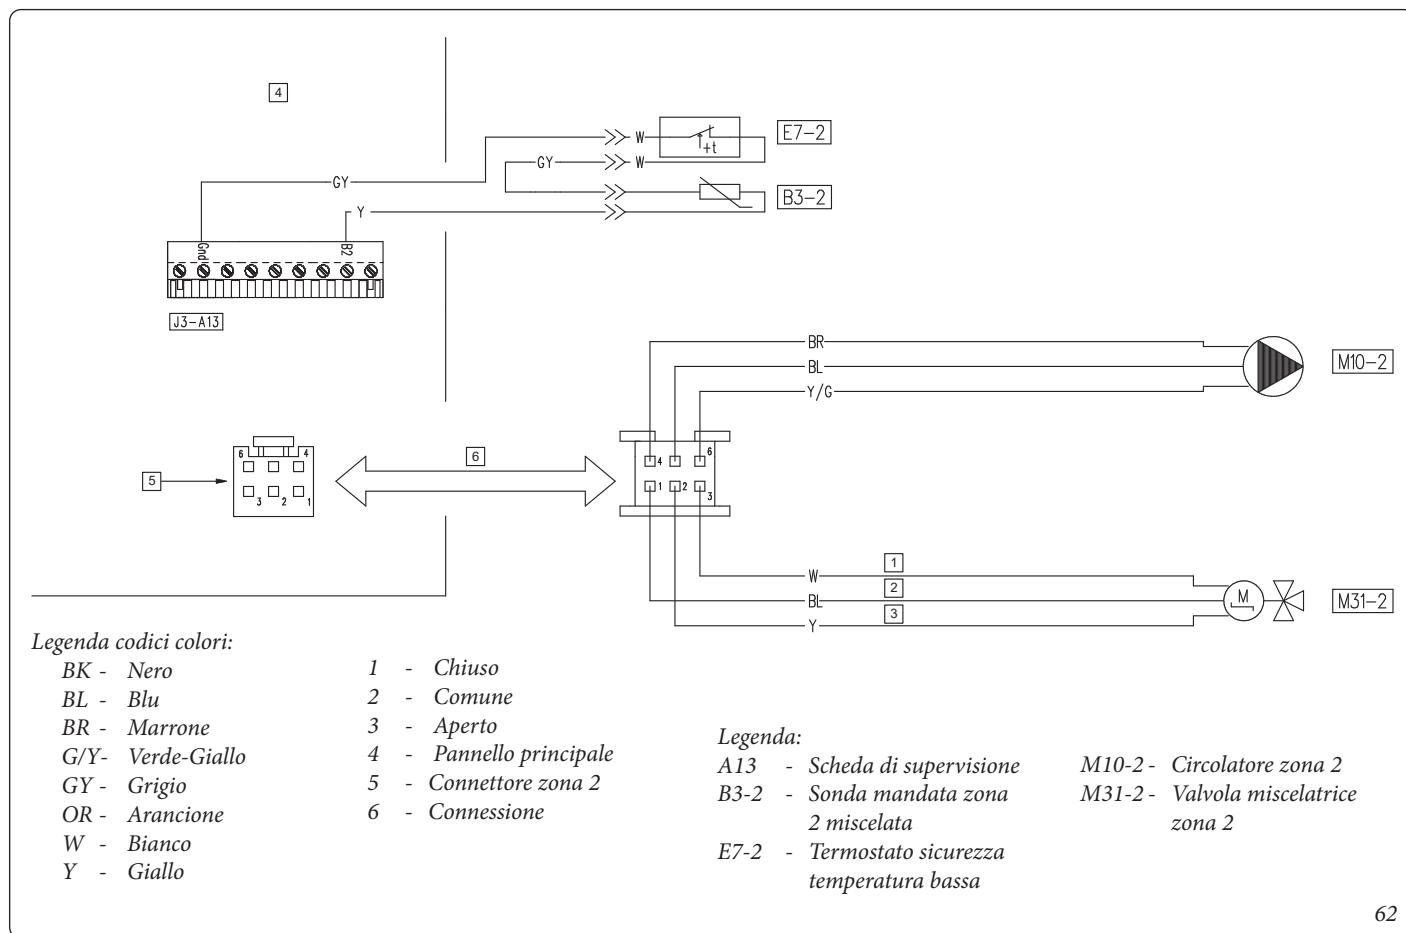 4
W
+t
E7-2
GY
W
GY
B3-2
Y
Gnd
B2
J3-A13
BR
M10-2
BL
Y/G
6 4
3 2 1
5
6
4 6
1 2 3
W
1
BL
2
Y
3
M
M31-2
Legenda codici colori:
BK - Nero
BL - Blu
BR - Marrone
G/Y- Verde-Giallo
GY - Grigio
OR - Arancione
W - Bianco
Y - Giallo
1 - Chiuso
2 - Comune
3 - Aperto
4 - Pannello principale
5 - Connettore zona 2
6 - Connessione
Legenda:
A13 - Scheda di supervisione
B3-2 - Sonda mandata zona
2 miscelata
E7-2 - Termostato sicurezza
temperatura bassa
M10-2 - Circolatore zona 2
M31-2 - Valvola miscelatrice
zona 2
62